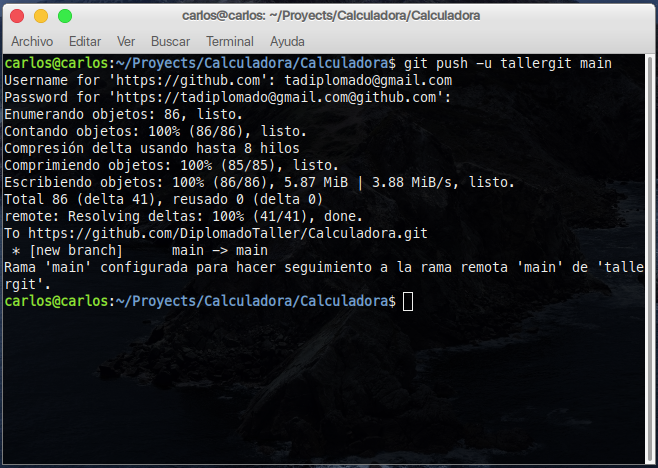 carlos@carlos: ~/Proyects/Calculadora/Calculadora
Archivo Editar Ver Buscar Terminal Ayuda
carlos@carlos:~/Proyects/Calculadora/Calculadora$ git push -u tallergit main
Username for 'https://github.com': tadiplomado@gmail.com
Password for 'https://tadiplomado@gmail.com@github.com':
Enumerando objetos: 86, listo.
Contando objetos: 100% (86/86), listo.
Compresión delta usando hasta 8 hilos
Comprimiendo objetos: 100% (85/85), listo.
Escribiendo objetos: 100% (86/86), 5.87 MiB | 3.88 MiB/s, listo.
Total 86 (delta 41), reusado 0 (delta 0)
remote: Resolving deltas: 100% (41/41), done.
To https://github.com/DiplomadoTaller/Calculadora.git
 * [new branch]      main -> main
Rama 'main' configurada para hacer seguimiento a la rama remota 'main' de 'talle
rgit'.
carlos@carlos:~/Proyects/Calculadora/Calculadora$